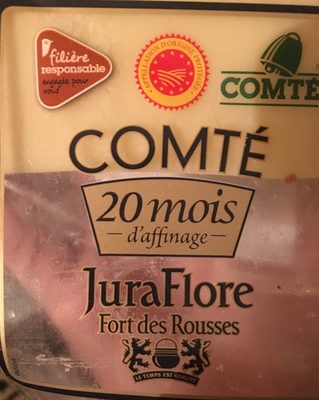 filière
responsable
engagée pour
vous
APPELLATION D'ORIGINE PROTÉGÉE
COMTÉ
COMTÉ
20 mois
d'affinage
JuraFlore
Fort des Rousses
LE TEMPS EST QUALITÉ